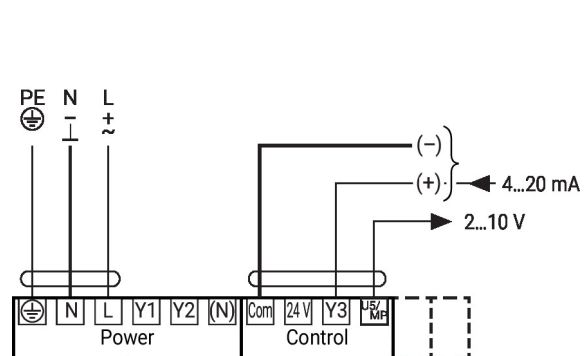 PE N L
− +
⊥ ~
(−)
(+) 4...20 mA
2...10 V
N L Y1 Y2 (N) Com 24 V Y3 U5/MP
Power Control